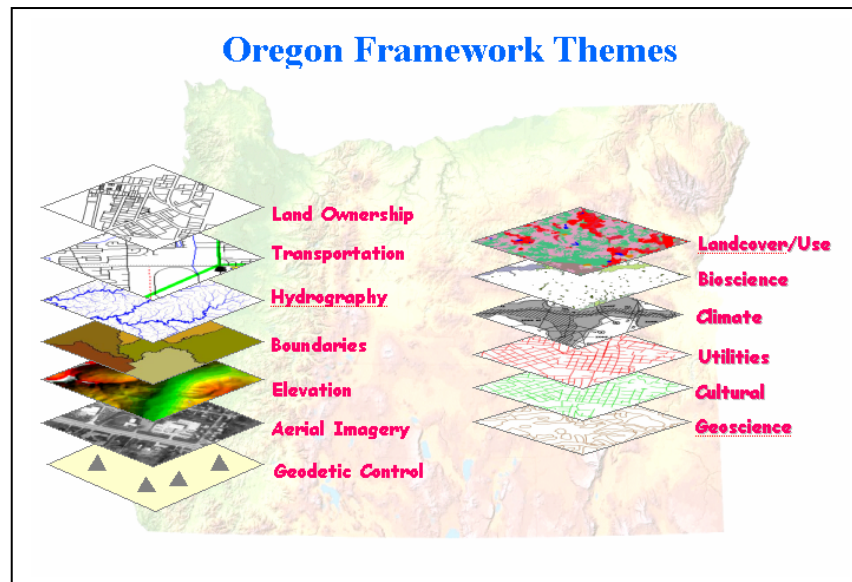 Oregon Framework Themes
Land Ownership
Transportation
Hydrography
Boundaries
Elevation
Aerial Imagery
Geodetic Control
Landcover/Use
Bioscience
Climate
Utilities
Cultural
Geoscience